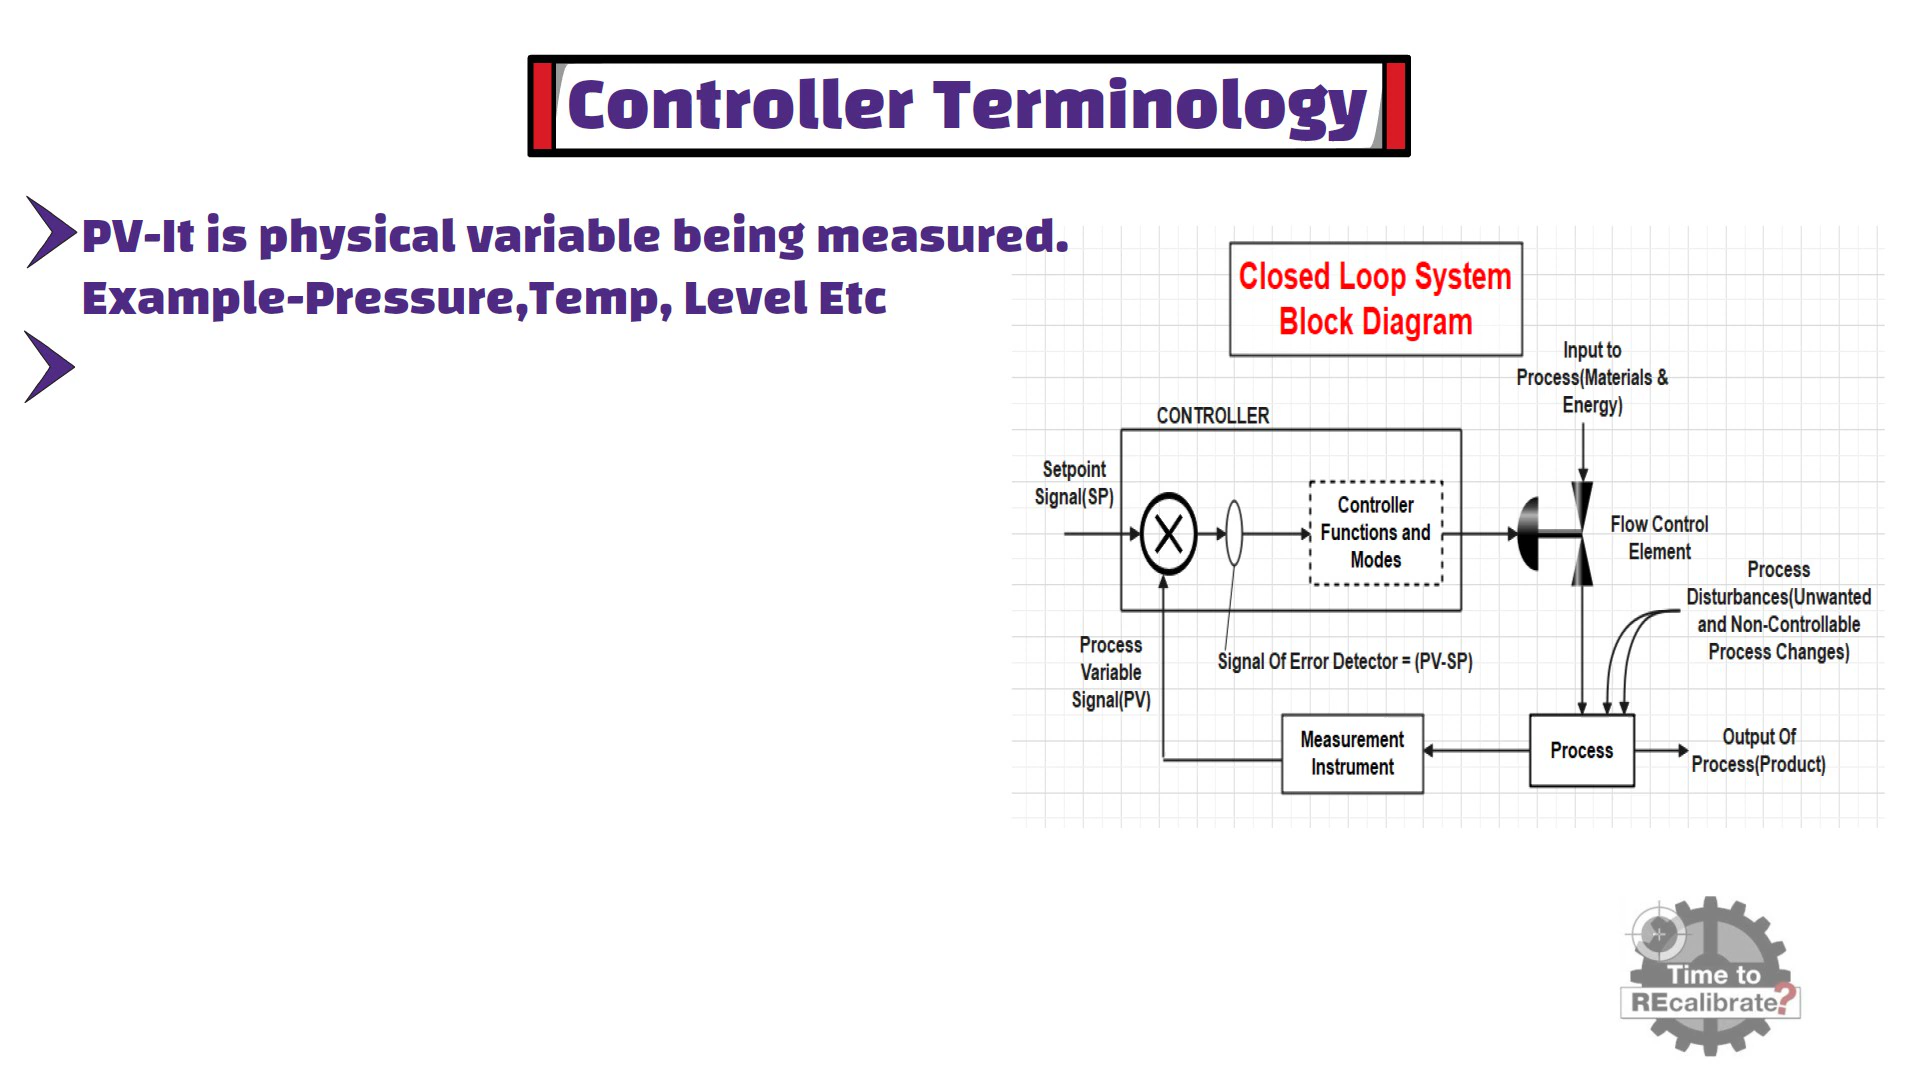 Controller Terminology
PV-It is physical variable being measured.
Example-Pressure,Temp, Level Etc
Closed Loop System
Block Diagram
Input to
Process(Materials &
Energy)
CONTROLLER
Setpoint
Signal(SP)
Controller
Functions and
Modes
Flow Control
Element
Process
Disturbances(Unwanted
and Non-Controllable
Process Changes)
Process
Variable
Signal(PV)
Signal Of Error Detector = (PV-SP)
Measurement
Instrument
Process
Output Of
Process(Product)
Time to
REcalibrate?